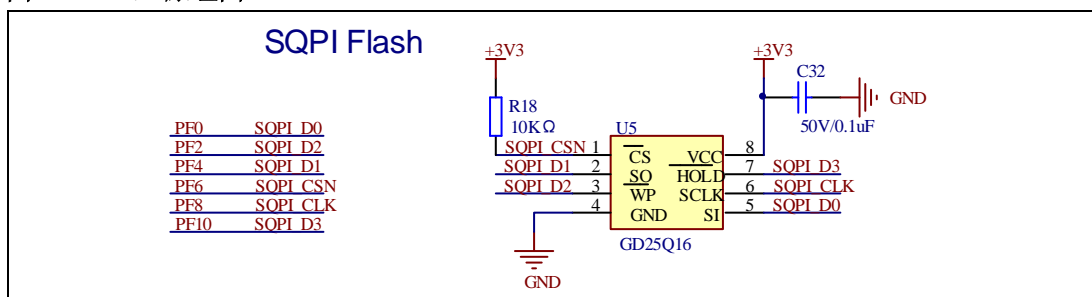 SQPI Flash
+3V3
+3V3
C32
GND
50V/0.1uF
R18
10KΩ
U5
PF0 SQPI_D0
PF2 SQPI_D2
PF4 SQPI_D1
PF6 SQPI_CSN
PF8 SQPI_CLK
PF10 SQPI_D3
SQPI_CSN 1 CS VCC 8
SQPI_D1 2 SO HOLD 7 SQPI_D3
SQPI_D2 3 WP SCLK 6 SQPI_CLK
4 GND SI 5 SQPI_D0
GD25Q16
GND